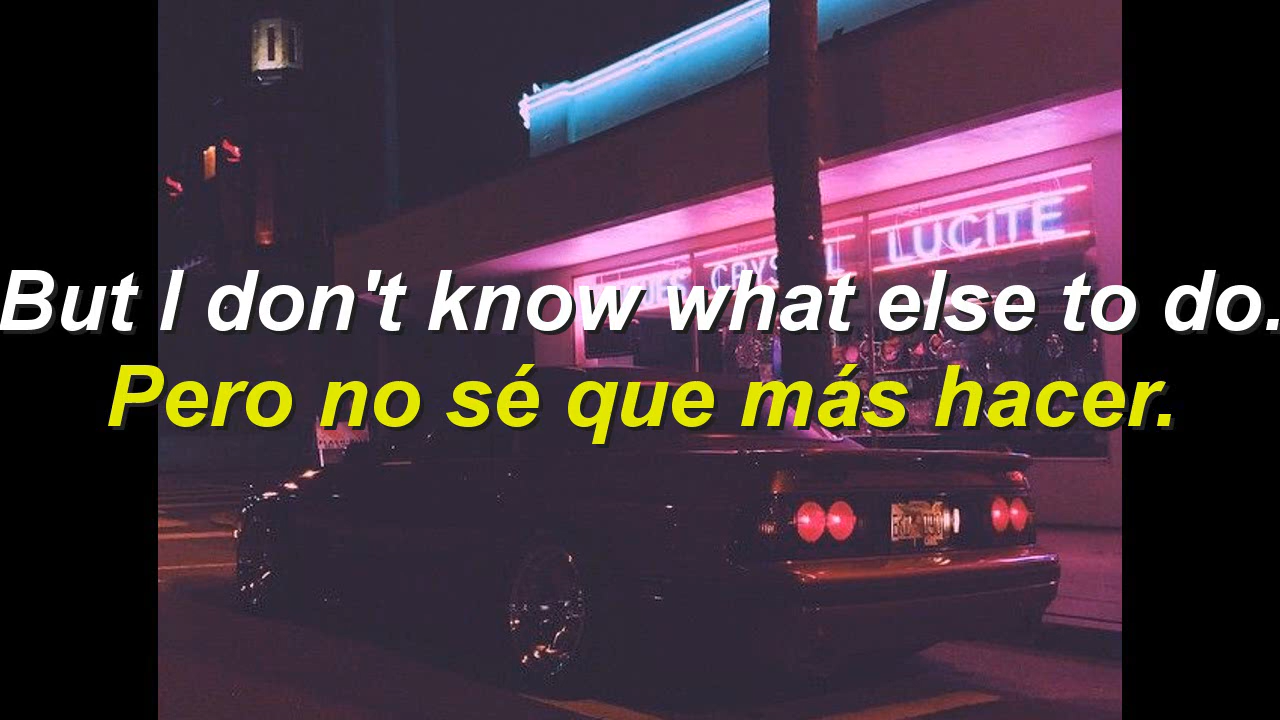 LUCITE
But I don't know what else to do.
Pero no sé que más hacer.